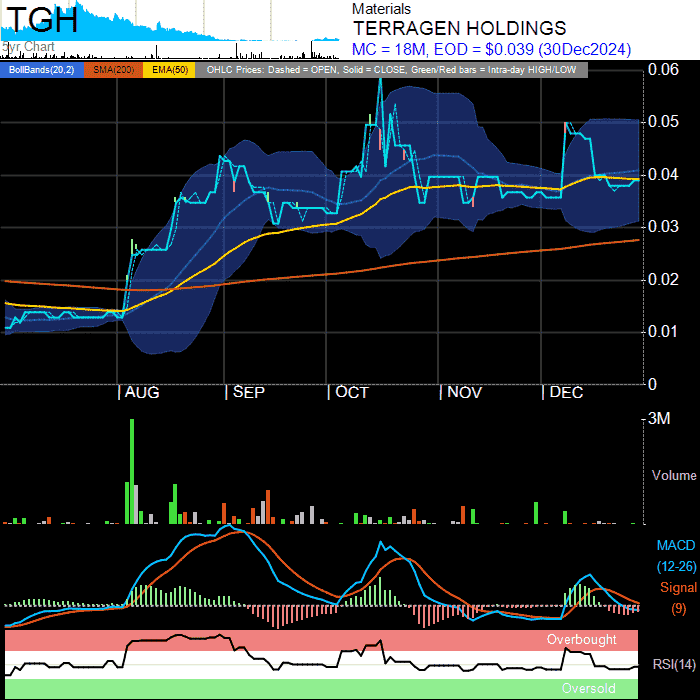 TGH
Materials
TERRAGEN HOLDINGS
MC = 18M, EOD = $0.039 (30Dec2024)
5yr Chart
BollBands(20,2) SMA(200) EMA(50) OHLC Prices: Dashed = OPEN, Solid = CLOSE, Green/Red bars = Intra-day HIGH/LOW
0.06
0.05
0.04
0.03
0.02
0.01
0
AUG SEP OCT NOV DEC
3M
Volume
MACD
(12-26)
Signal
(9)
Overbought
RSI(14)
Oversold